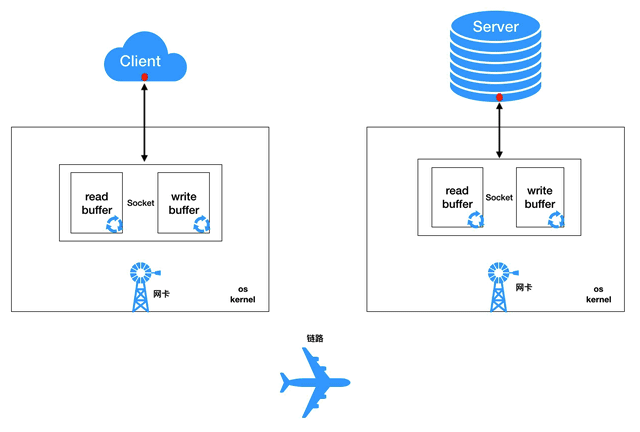 Client
Server
read
buffer
Socket
write
buffer
read
buffer
Socket
write
buffer
网卡
os
kernel
网卡
os
kernel
链路